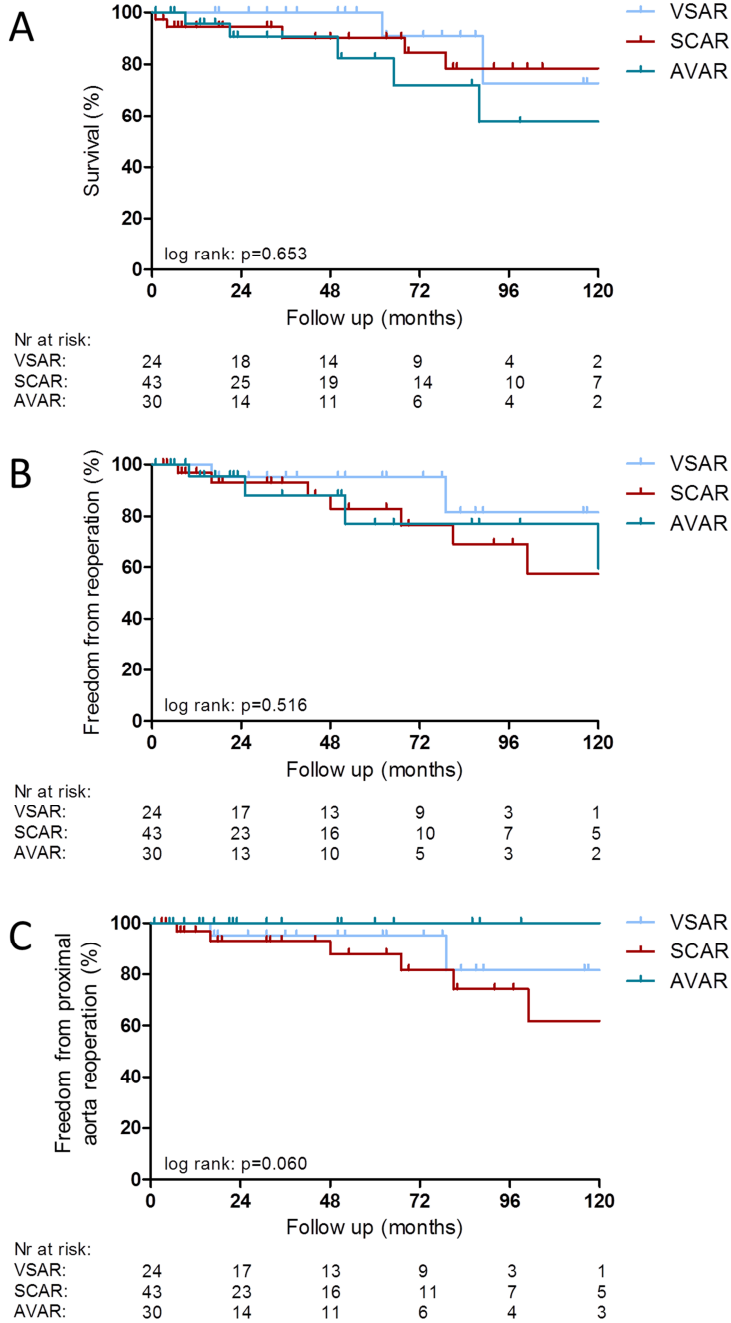 A
100
80
60
40
20
0
Survival (%)
log rank: p=0.653
0 24 48 72 96 120
Follow up (months)
VSAR
SCAR
AVAR
Nr at risk:
VSAR: 24 18 14 9 4 2
SCAR: 43 25 19 14 10 7
AVAR: 30 14 11 6 4 2
B
100
80
60
40
20
0
Freedom from reoperation (%)
log rank: p=0.516
0 24 48 72 96 120
Follow up (months)
VSAR
SCAR
AVAR
Nr at risk:
VSAR: 24 17 13 9 3 1
SCAR: 43 23 16 10 7 5
AVAR: 30 13 10 5 3 2
C
100
80
60
40
20
0
Freedom from proximal
aorta reoperation (%)
log rank: p=0.060
0 24 48 72 96 120
Follow up (months)
VSAR
SCAR
AVAR
Nr at risk:
VSAR: 24 17 13 9 3 1
SCAR: 43 23 16 11 7 5
AVAR: 30 14 11 6 4 3